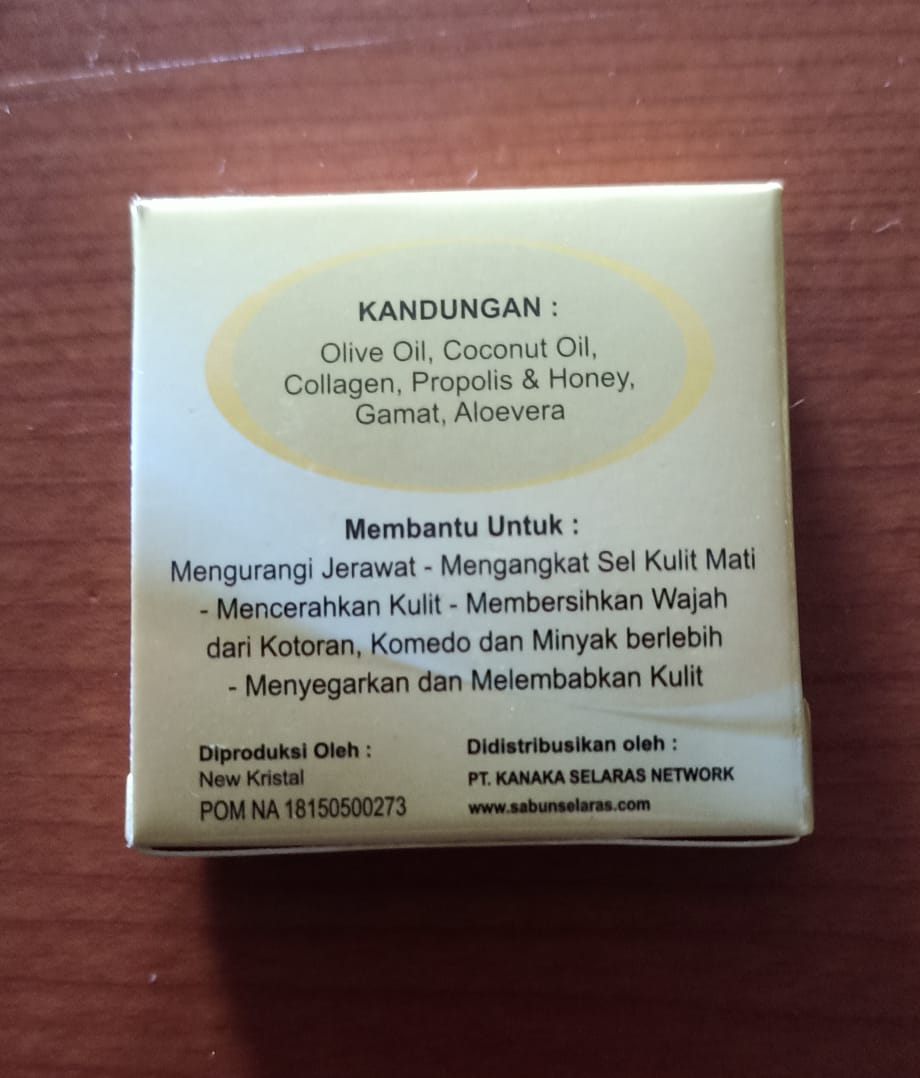 KANDUNGAN :
Olive Oil, Coconut Oil,
Collagen, Propolis & Honey,
Gamat, Aloevera
Membantu Untuk :
Mengurangi Jerawat - Mengangkat Sel Kulit Mati
- Mencerahkan Kulit - Membersihkan Wajah
dari Kotoran, Komedo dan Minyak berlebih
- Menyegarkan dan Melembabkan Kulit
Diproduksi Oleh :
New Kristal
POM NA 18150500273
Didistribusikan oleh :
PT. KANAKA SELARAS NETWORK
www.sabunselaras.com